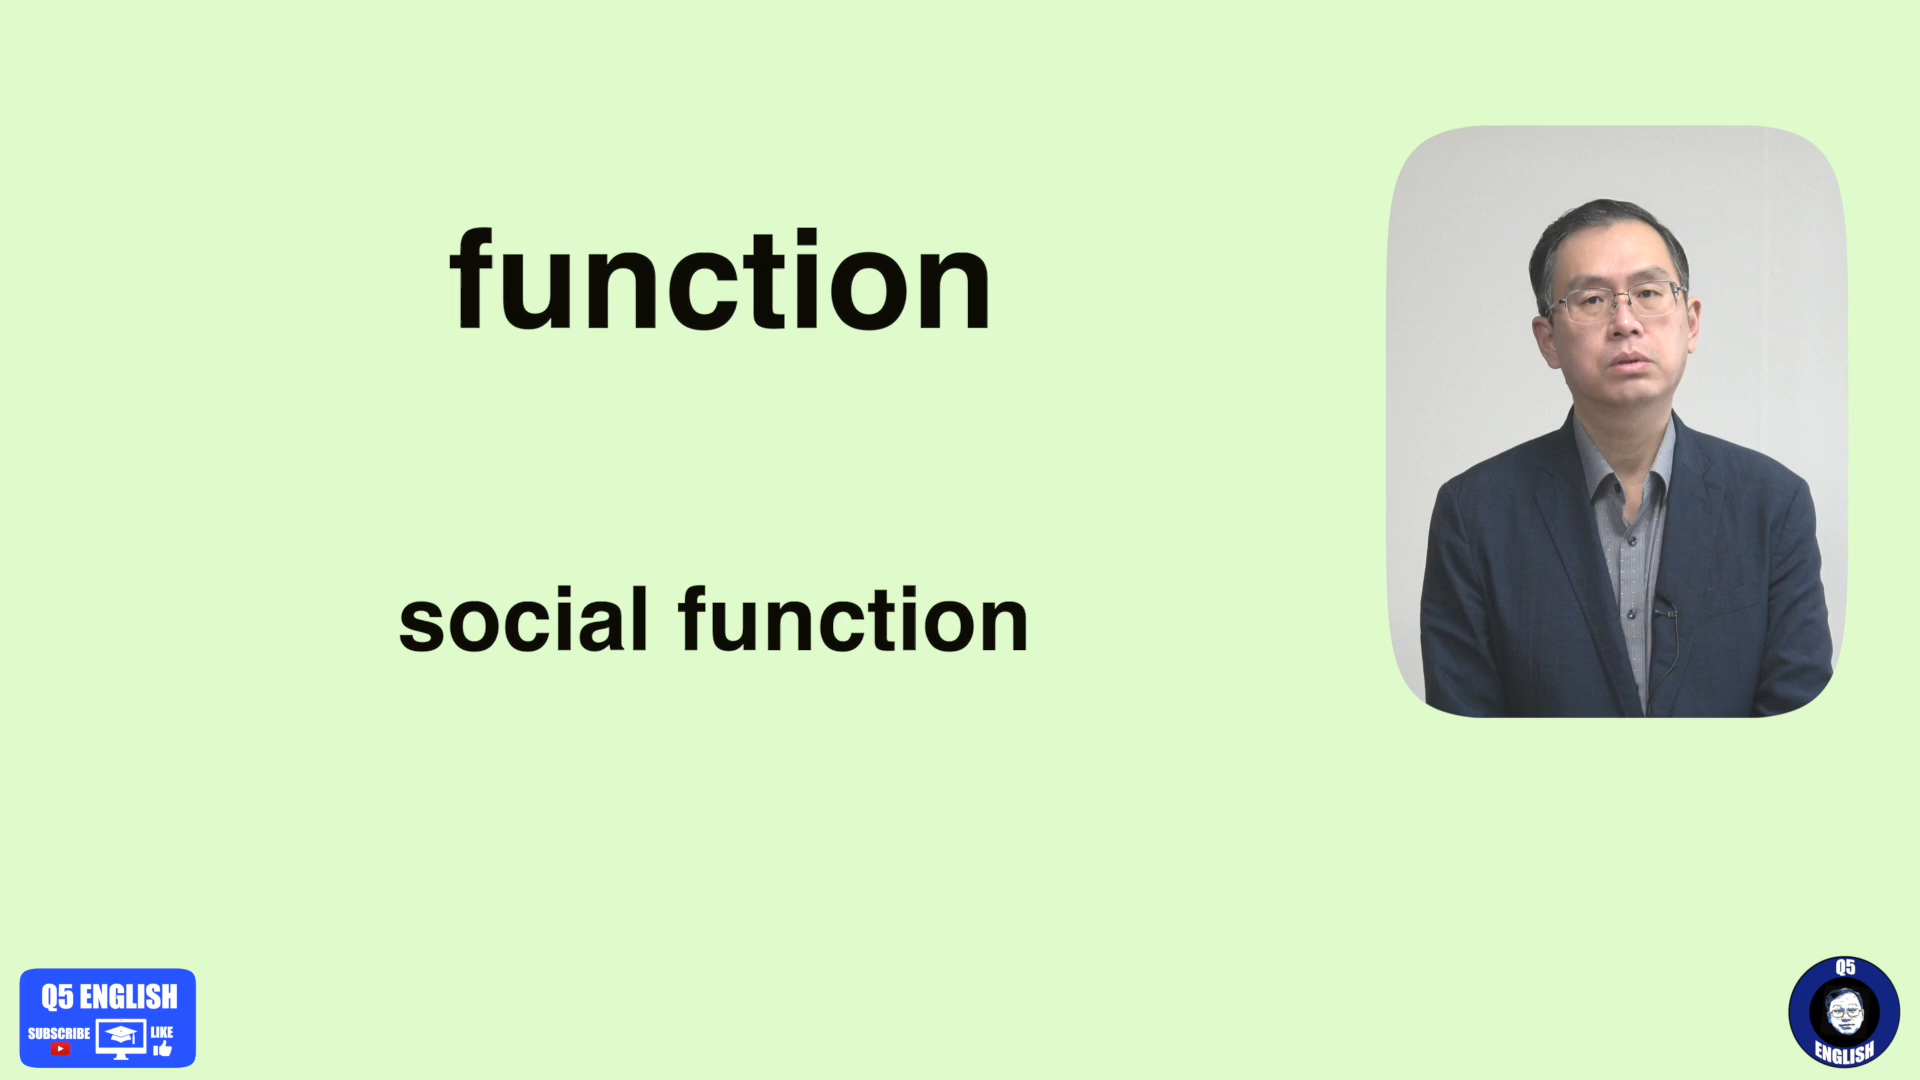 function
social function
Q5 ENGLISH
SUBSCRIBE
LIKE
Q5
ENGLISH